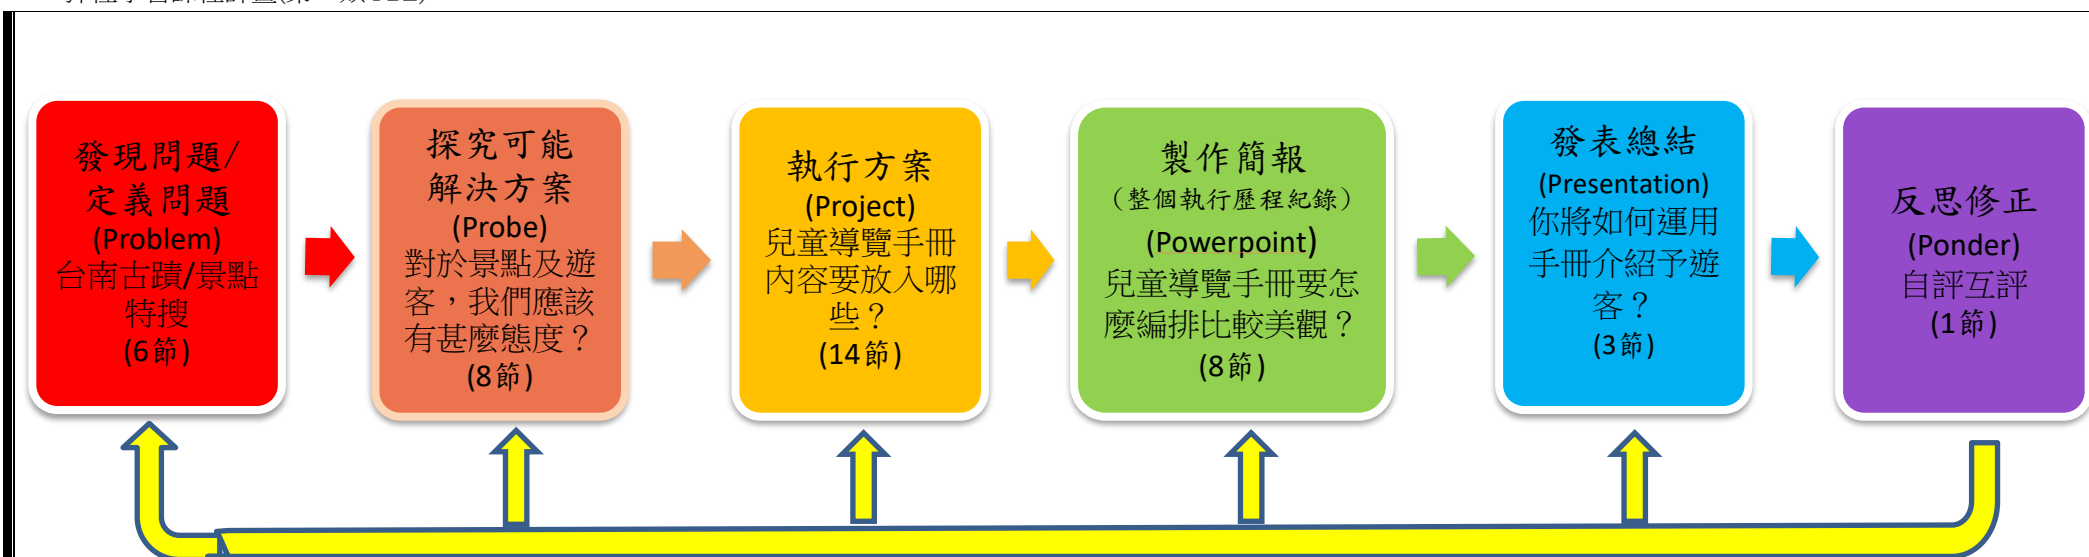 發現問題/
定義問題
(Problem)
台南古蹟/景點
特搜
(6節)
探究可能
解決方案
(Probe)
對於景點及遊
客，我們應該
有甚麼態度？
(8節)
執行方案
(Project)
兒童導覽手冊
內容要放入哪
些？
(14節)
製作簡報
（整個執行歷程紀錄）
(Powerpoint)
兒童導覽手冊要怎
麼編排比較美觀？
(8節)
發表總結
(Presentation)
你將如何運用
手冊介紹予遊
客？
(3節)
反思修正
(Ponder)
自評互評
(1節)